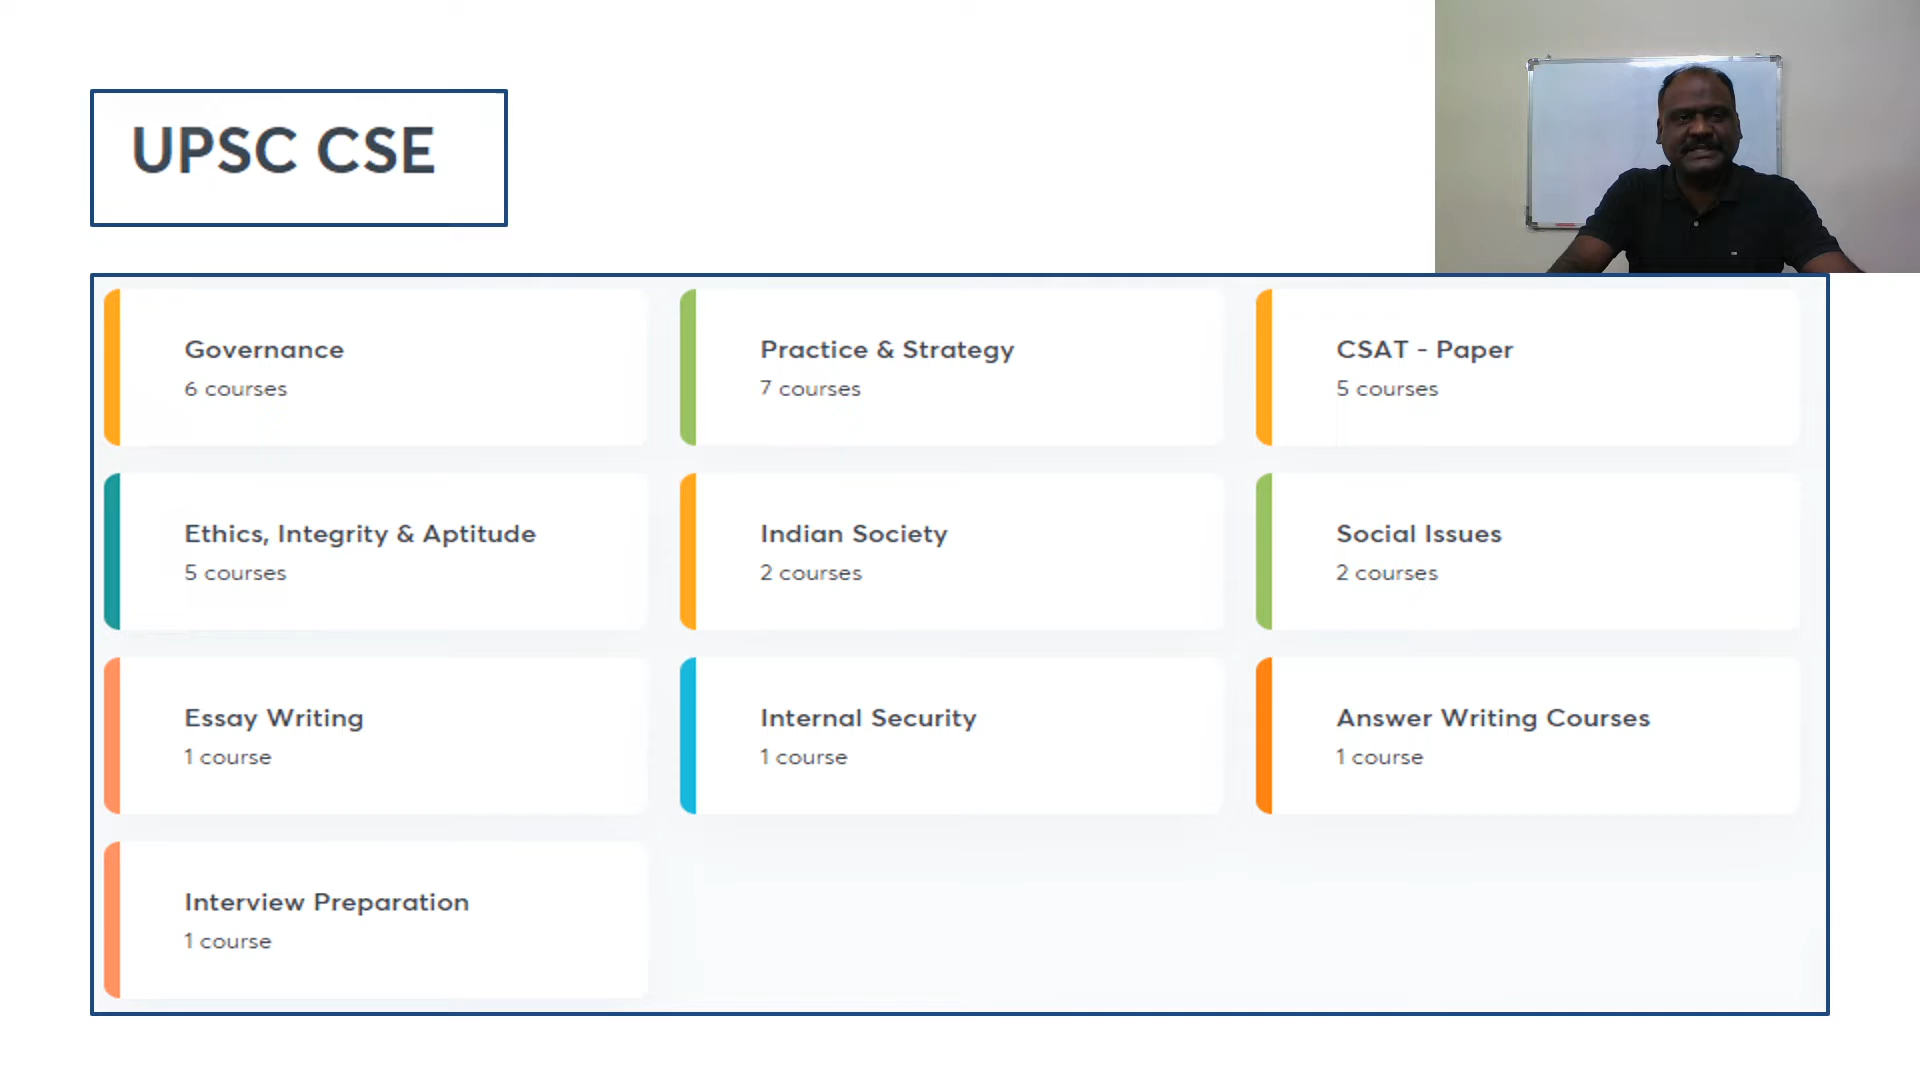 UPSC CSE
Governance
6 courses
Practice & Strategy
7 courses
CSAT - Paper
5 courses
Ethics, Integrity & Aptitude
5 courses
Indian Society
2 courses
Social Issues
2 courses
Essay Writing
1 course
Internal Security
1 course
Answer Writing Courses
1 course
Interview Preparation
1 course